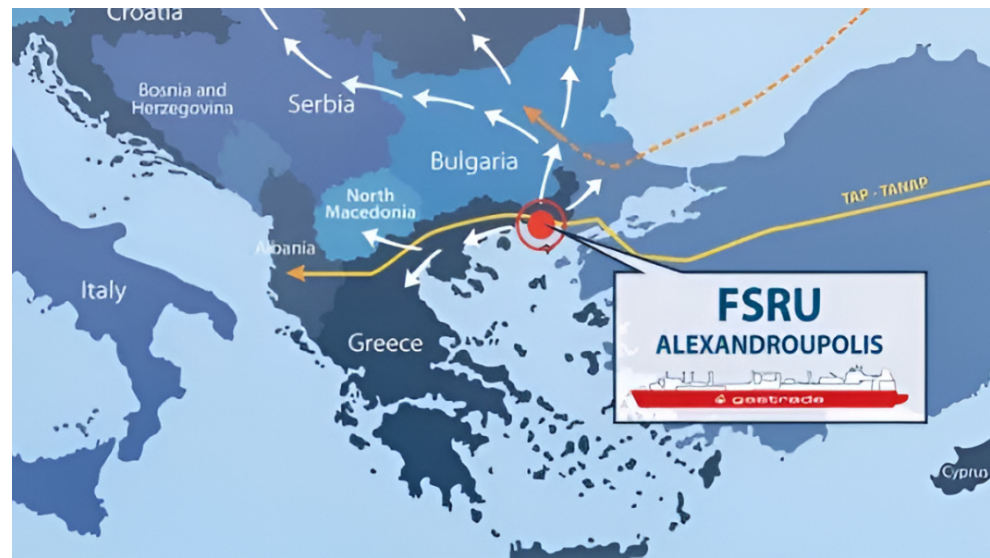 Croatia
Bosnia and
Herzegovina
Serbia
Bulgaria
North
Macedonia
Albania
TAP - TANAP
Italy
Greece
FSRU
ALEXANDROUPOLIS
gastrade
Cyprus